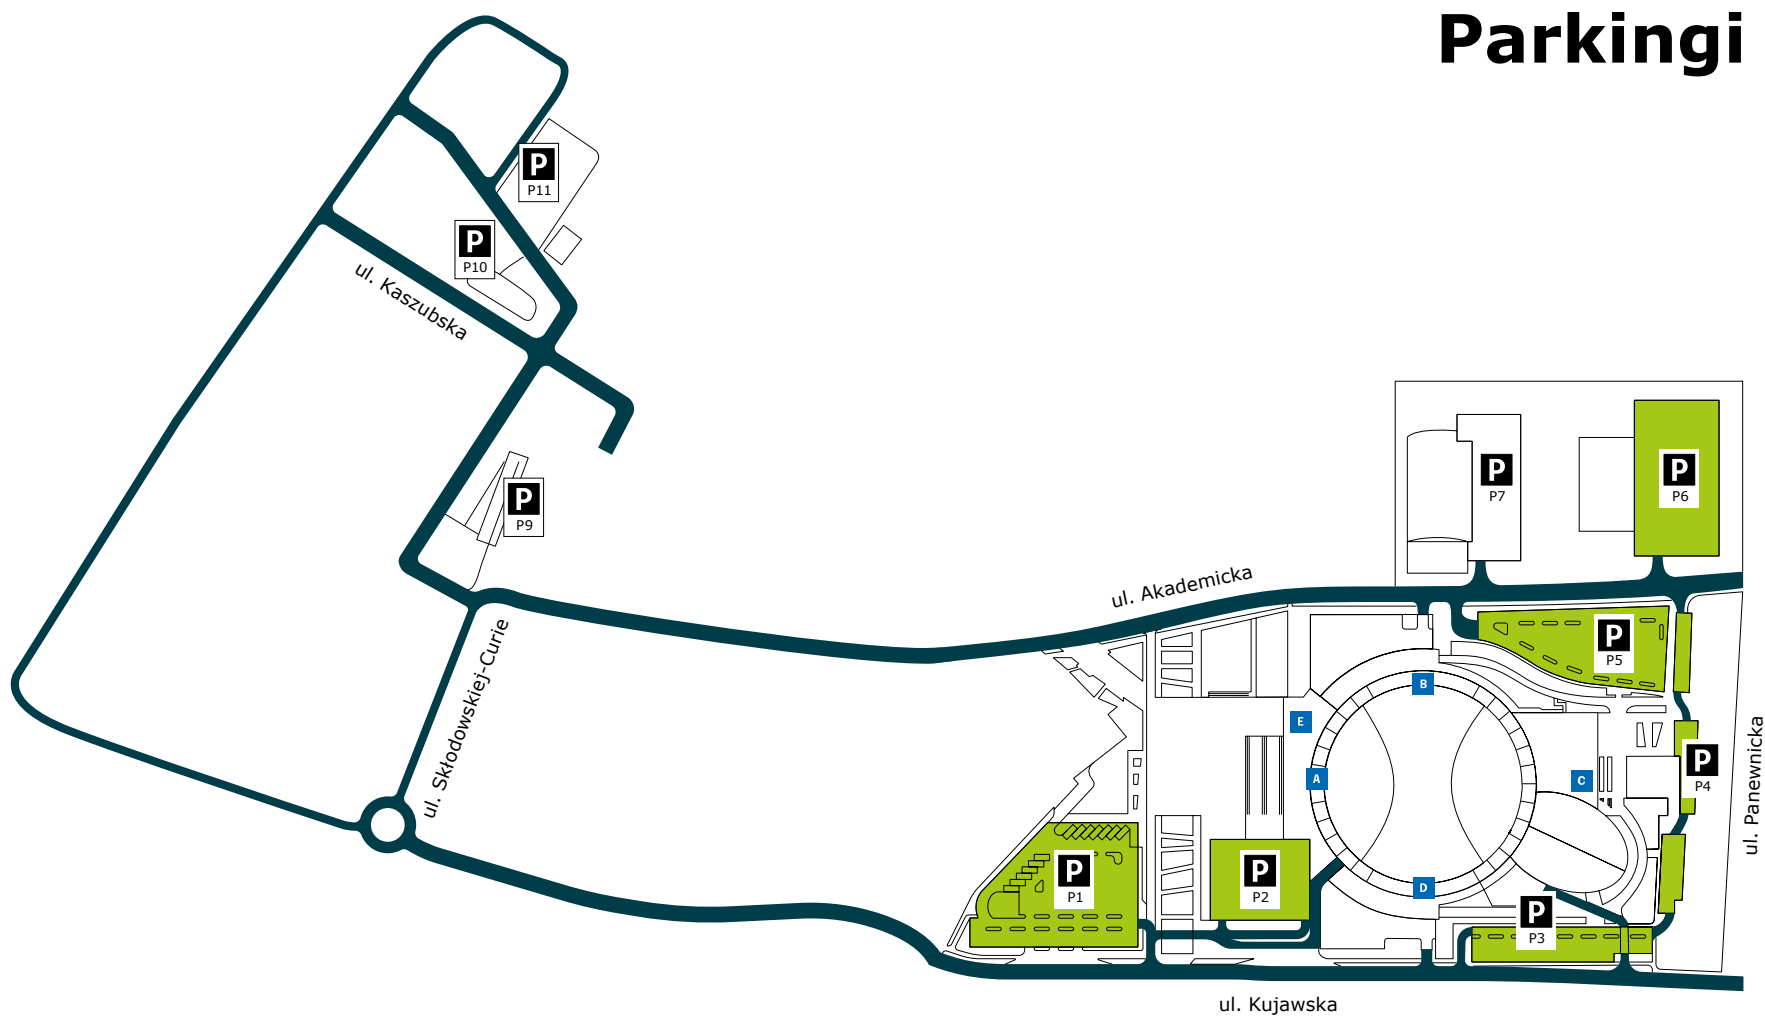 Parkingi
P
P11
P
P10
ul. Kaszubska
P
P9
P
P7
P
P6
ul. Akademicka
ul. Skłodowskiej-Curie
P
P5
B
E
A
C
P
P4
ul. Panewnicka
P
P1
P
P2
D
P
P3
ul. Kujawska